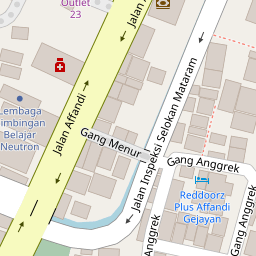 Outlet
23
Jalan
Jalan Affandi
Lembaga
Bimbingan
Belajar
Neutron
Gang Menur
Jalan Inspeksi Selokan Mataram
Gang Anggrek
Reddoorz
Plus Affandi
Gejayan
Anggrek
Anggrek